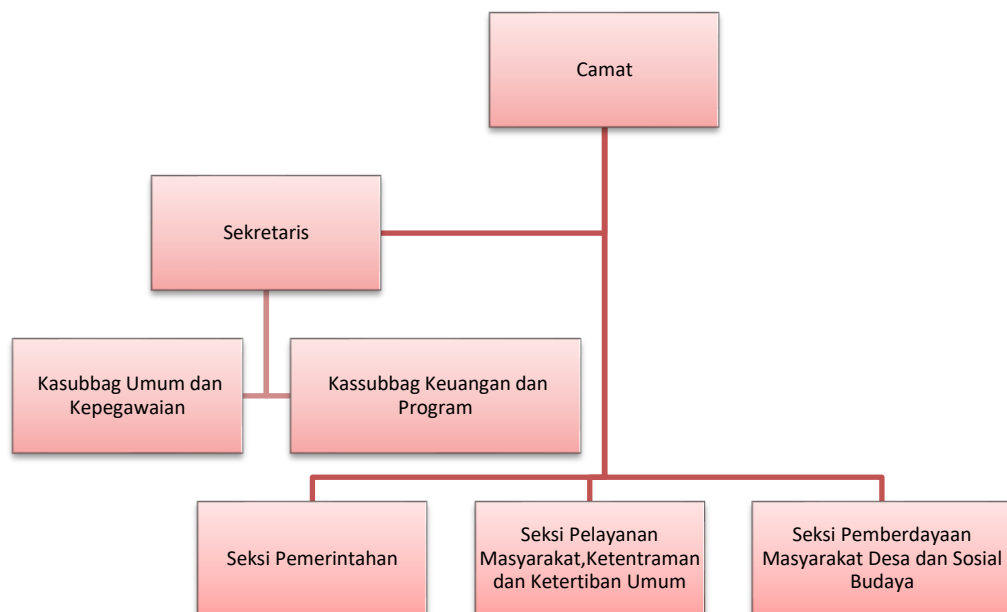 Camat
Sekretaris
Kasubbag Umum dan
Kepegawaian
Kassubbag Keuangan dan
Program
Seksi Pemerintahan
Seksi Pelayanan
Masyarakat,Ketentraman
dan Ketertiban Umum
Seksi Pemberdayaan
Masyarakat Desa dan Sosial
Budaya